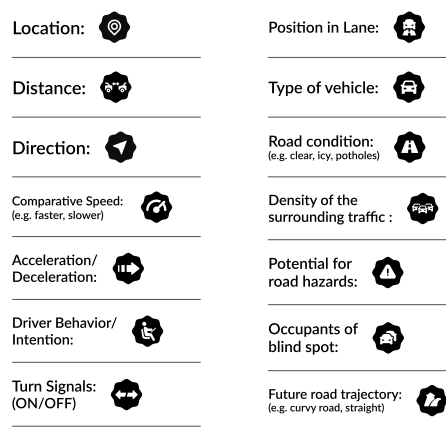 Location:
Distance:
Direction:
Comparative Speed:
(e.g. faster, slower)
Acceleration/
Deceleration:
Driver Behavior/
Intention:
Turn Signals:
(ON/OFF)
Position in Lane:
Type of vehicle:
Road condition:
(e.g. clear, icy, potholes)
Density of the
surrounding traffic :
Potential for
road hazards:
Occupants of
blind spot:
Future road trajectory:
(e.g. curvy road, straight)